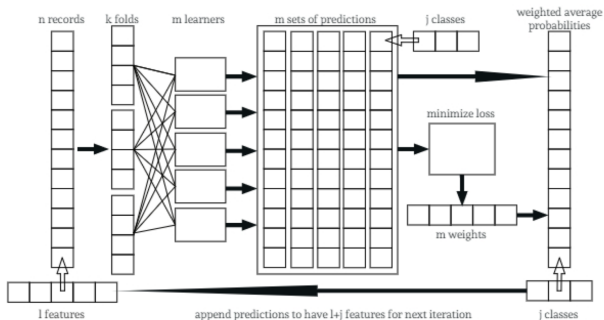 n records
k folds
m learners
m sets of predictions
j classes
weighted average
probabilities
minimize loss
m weights
l features
append predictions to have l+j features for next iteration
j classes